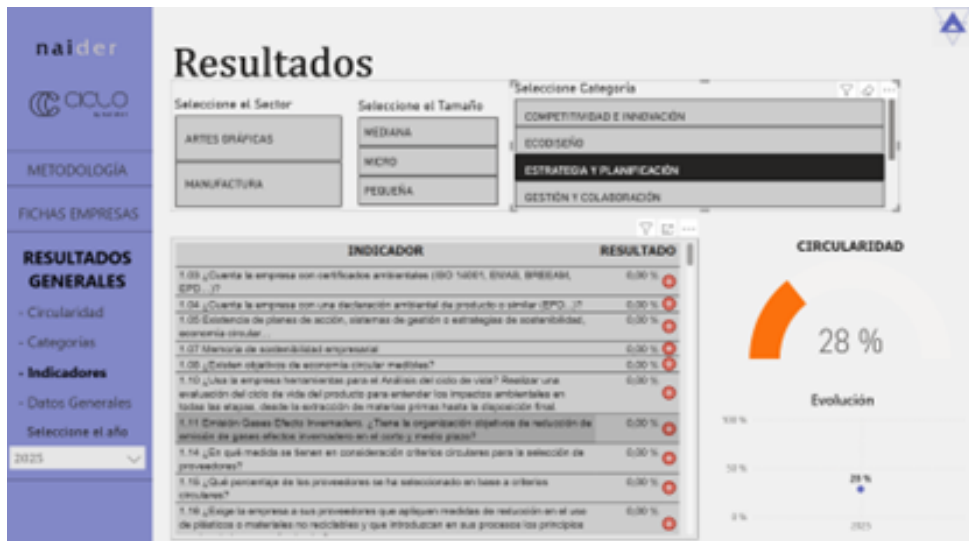 naider
CICLO
METODOLOGÍA
FICHAS EMPRESAS
RESULTADOS
GENERALES
- Circularidad
- Categorías
- Indicadores
- Datos Generales
Seleccione el año
2025
Resultados
Seleccione el Sector
ARTES GRÁFICAS
MANUFACTURA
Seleccione el Tamaño
MEDIANA
MICRO
PEQUEÑA
Seleccione Categoría
COMPETITIVIDAD E INNOVACIÓN
ECODISEÑO
ESTRATEGIA Y PLANIFICACIÓN
GESTIÓN Y COLABORACIÓN
INDICADOR RESULTADO
1.03 ¿Cuenta la empresa con certificados ambientales (ISO 14001, EMAS, BREEAM, 0,00 %
EPD...)?
1.04 ¿Cuenta la empresa con una declaración ambiental de producto o similar (EPD...)? 0,00 %
1.05 Existencia de planes de acción, sistemas de gestión o estrategias de sostenibilidad, 0,00 %
economía circular...
1.07 Memoria de sostenibilidad empresarial 0,00 %
1.08 ¿Existen objetivos de economía circular medibles? 0,00 %
1.10 ¿Usa la empresa herramientas para el Análisis del ciclo de vida? Realizar una 0,00 %
evaluación del ciclo de vida del producto para entender los impactos ambientales en
todas las etapas, desde la extracción de materias primas hasta la disposición final.
1.11 Emisión Gases Efecto Invernadero. ¿Tiene la organización objetivos de reducción de 0,00 %
emisión de gases efectos invernadero en el corto y medio plazo?
1.14 ¿En qué medida se tienen en consideración criterios circulares para la selección de 0,00 %
proveedores?
1.15 ¿Qué porcentaje de los proveedores se ha seleccionado en base a criterios 0,00 %
circulares?
1.16 ¿Exige la empresa a sus proveedores que apliquen medidas de reducción en el uso 0,00 %
de plásticos o materiales no reciclables y que introduzcan en sus procesos los principios
CIRCULARIDAD
28 %
Evolución
100 %
50 %
0 %
28 %
2025